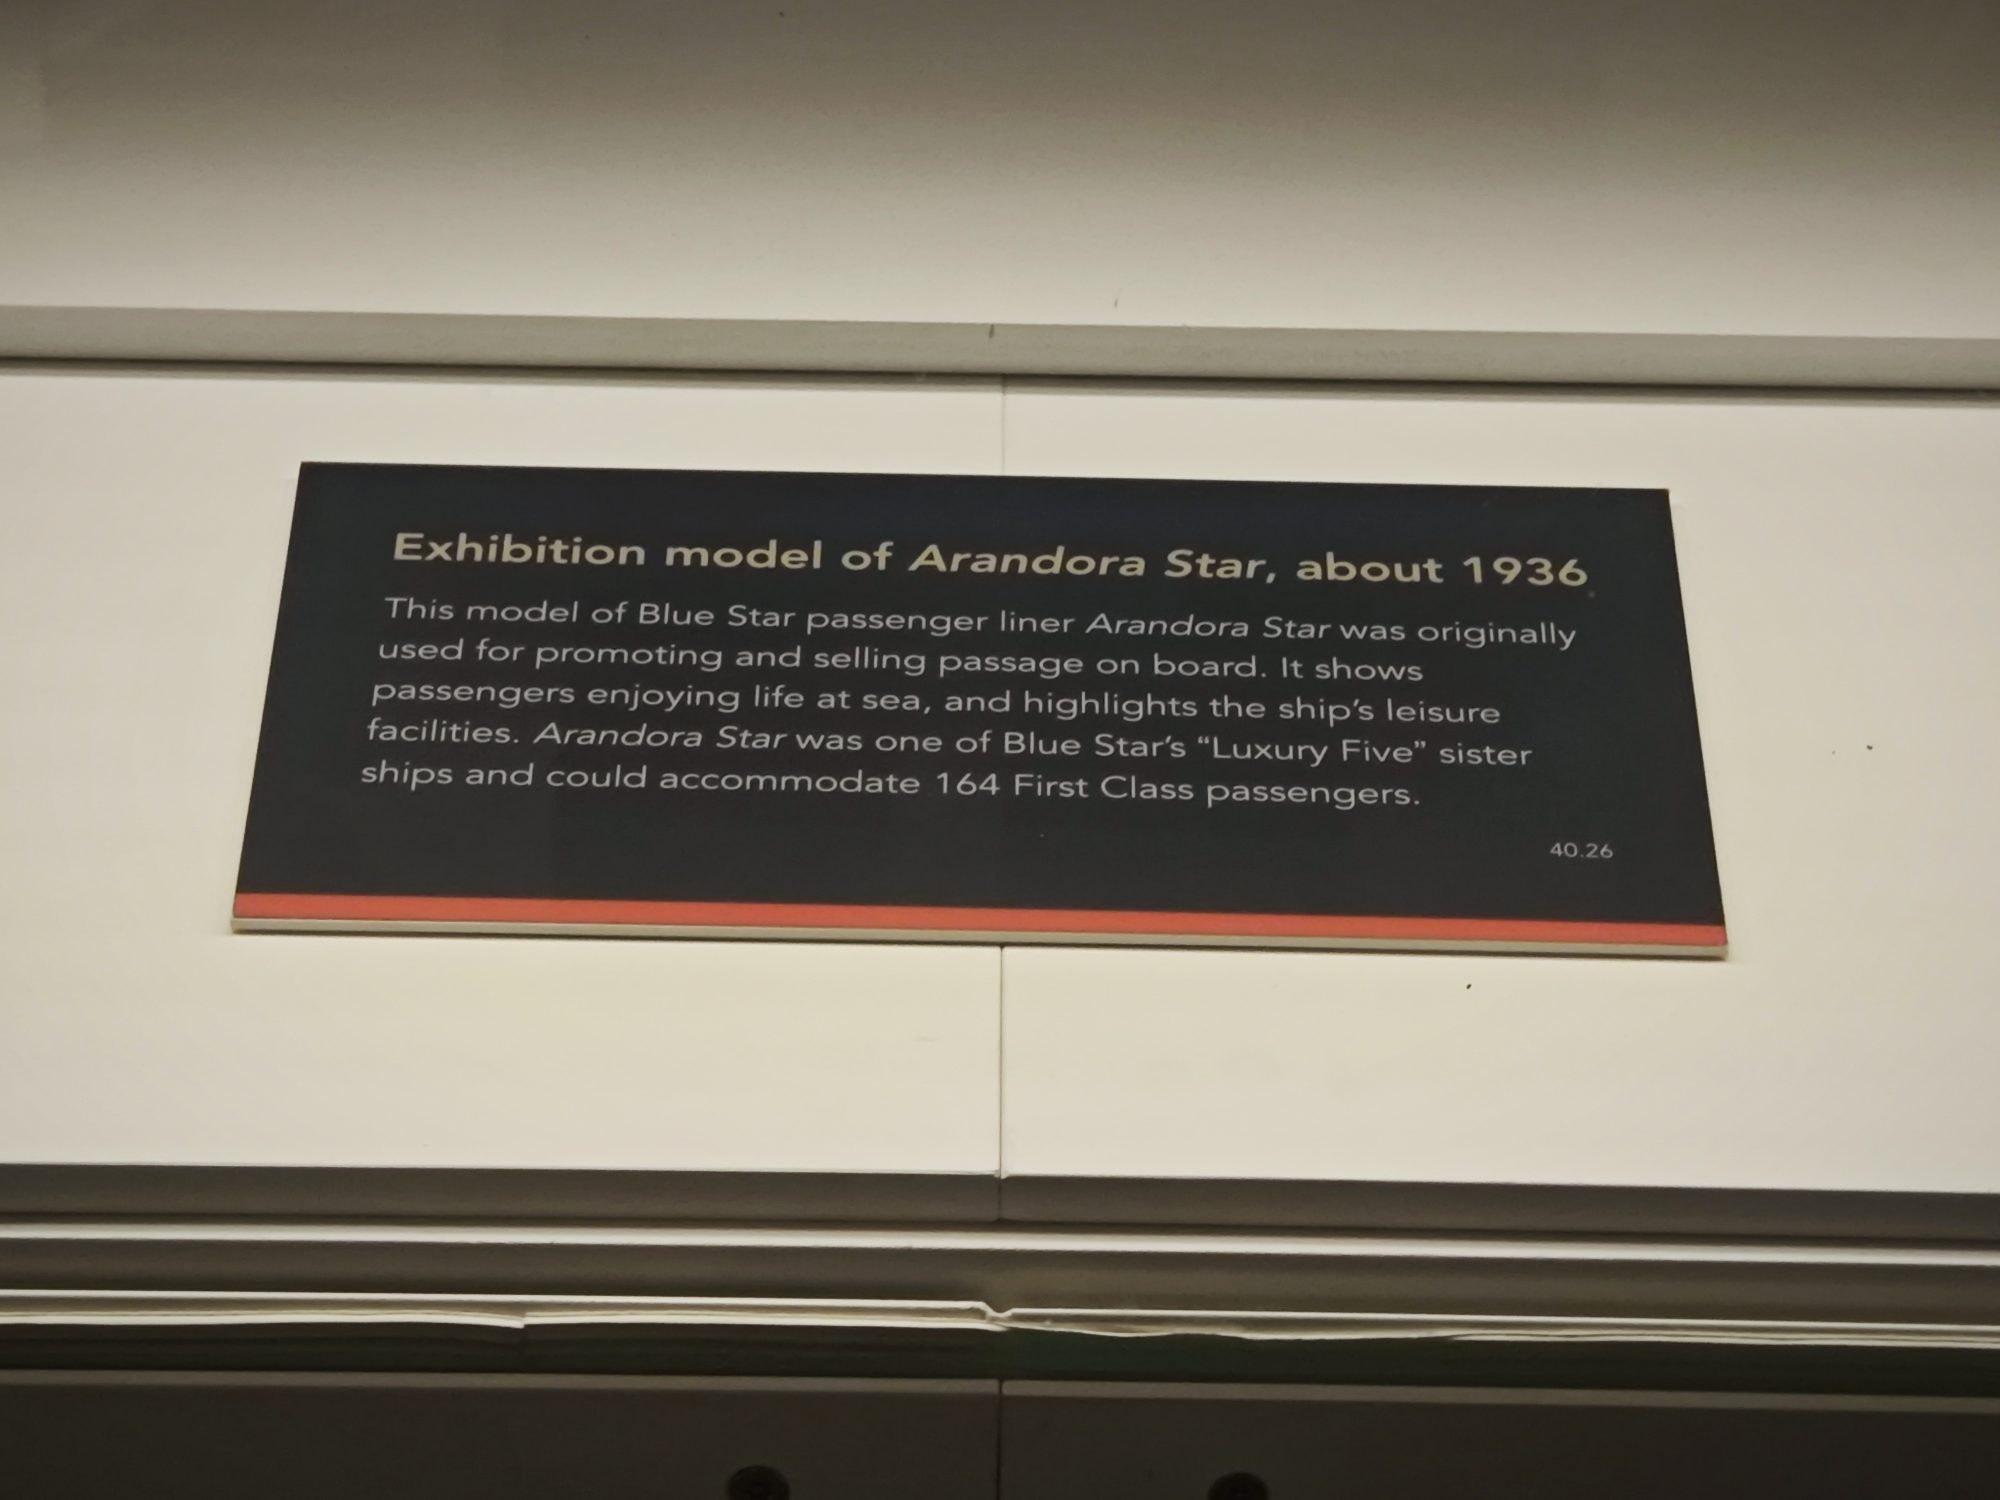 Exhibition model of Arandora Star, about 1936
This model of Blue Star passenger liner Arandora Star was originally
used for promoting and selling passage on board. It shows
passengers enjoying life at sea, and highlights the ship’s leisure
facilities. Arandora Star was one of Blue Star’s “Luxury Five” sister
ships and could accommodate 164 First Class passengers.
40.26